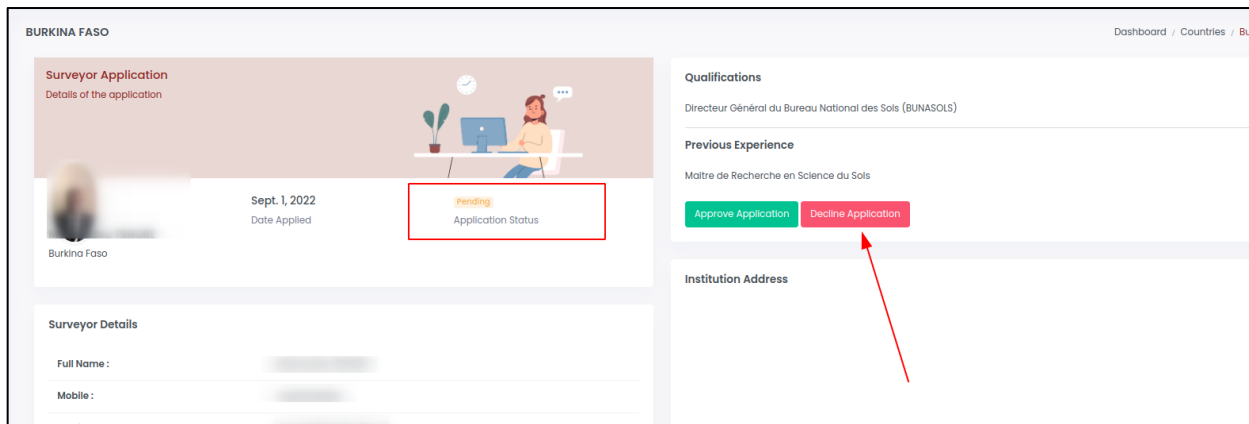 BURKINA FASO
Dashboard / Countries / Bu
Surveyor Application
Details of the application
Sept. 1, 2022
Date Applied
Pending
Application Status
Burkina Faso
Qualifications
Directeur Général du Bureau National des Sols (BUNASOLS)
Previous Experience
Maitre de Recherche en Science du Sols
Approve Application
Decline Application
Institution Address
Surveyor Details
Full Name :
Mobile :